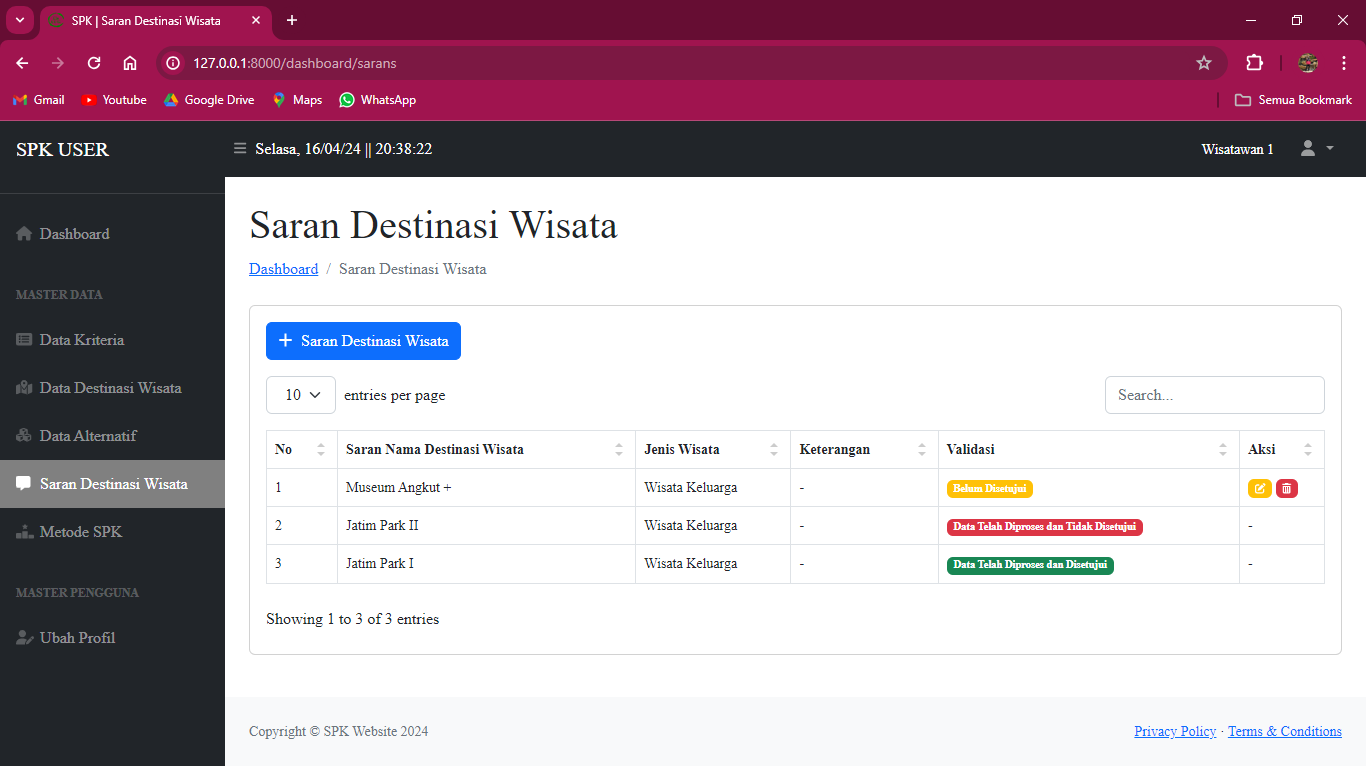 SPK | Saran Destinasi Wisata
127.0.0.1:8000/dashboard/sarans
Gmail Youtube Google Drive Maps WhatsApp Semua Bookmark
SPK USER Selasa, 16/04/24 || 20:38:22 Wisatawan 1
Dashboard
MASTER DATA
Data Kriteria
Data Destinasi Wisata
Data Alternatif
Saran Destinasi Wisata
Metode SPK
MASTER PENGGUNA
Ubah Profil
Saran Destinasi Wisata
Dashboard / Saran Destinasi Wisata
+ Saran Destinasi Wisata
10 entries per page Search...
No Saran Nama Destinasi Wisata Jenis Wisata Keterangan Validasi Aksi
1 Museum Angkut + Wisata Keluarga - Belum Disetujui
2 Jatim Park II Wisata Keluarga - Data Telah Diproses dan Tidak Disetujui -
3 Jatim Park I Wisata Keluarga - Data Telah Diproses dan Disetujui -
Showing 1 to 3 of 3 entries
Copyright © SPK Website 2024 Privacy Policy · Terms & Conditions